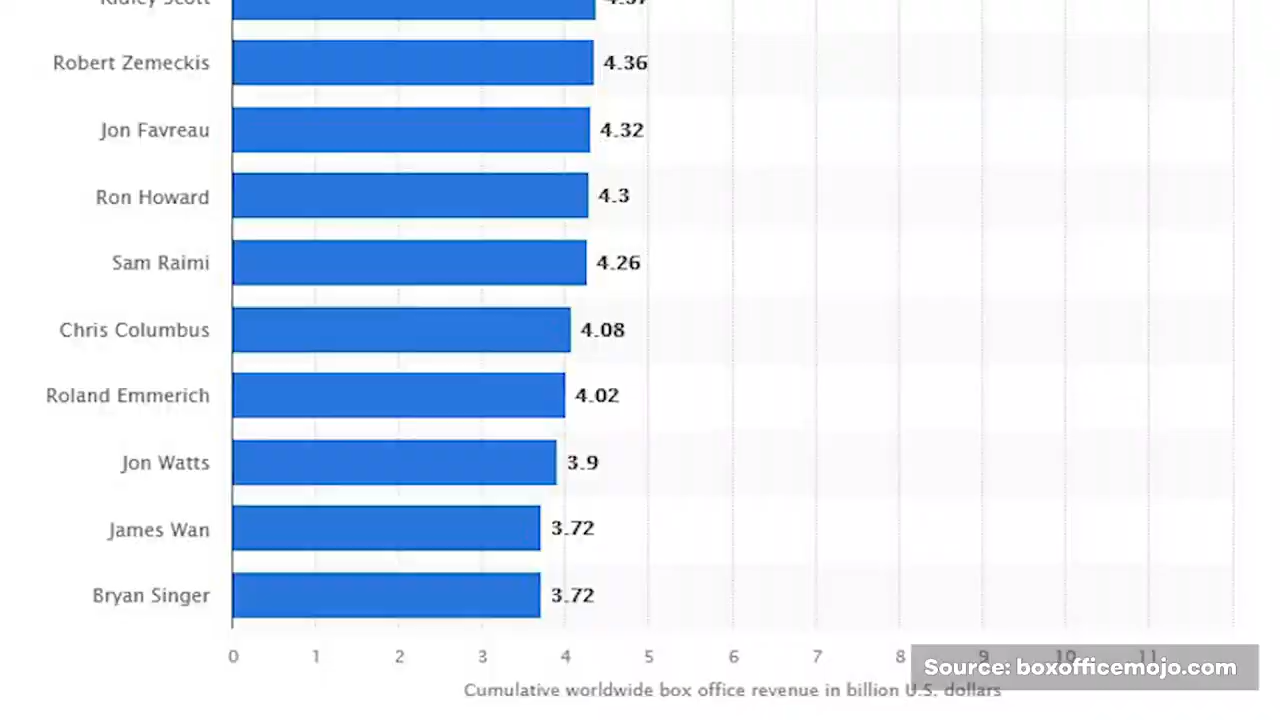 Ridley Scott 4.37
Robert Zemeckis 4.36
Jon Favreau 4.32
Ron Howard 4.3
Sam Raimi 4.26
Chris Columbus 4.08
Roland Emmerich 4.02
Jon Watts 3.9
James Wan 3.72
Bryan Singer 3.72
0 1 2 3 4 5 6 7 8 9 10 11
Source: boxofficemojo.com
Cumulative worldwide box office revenue in billion U.S. dollars